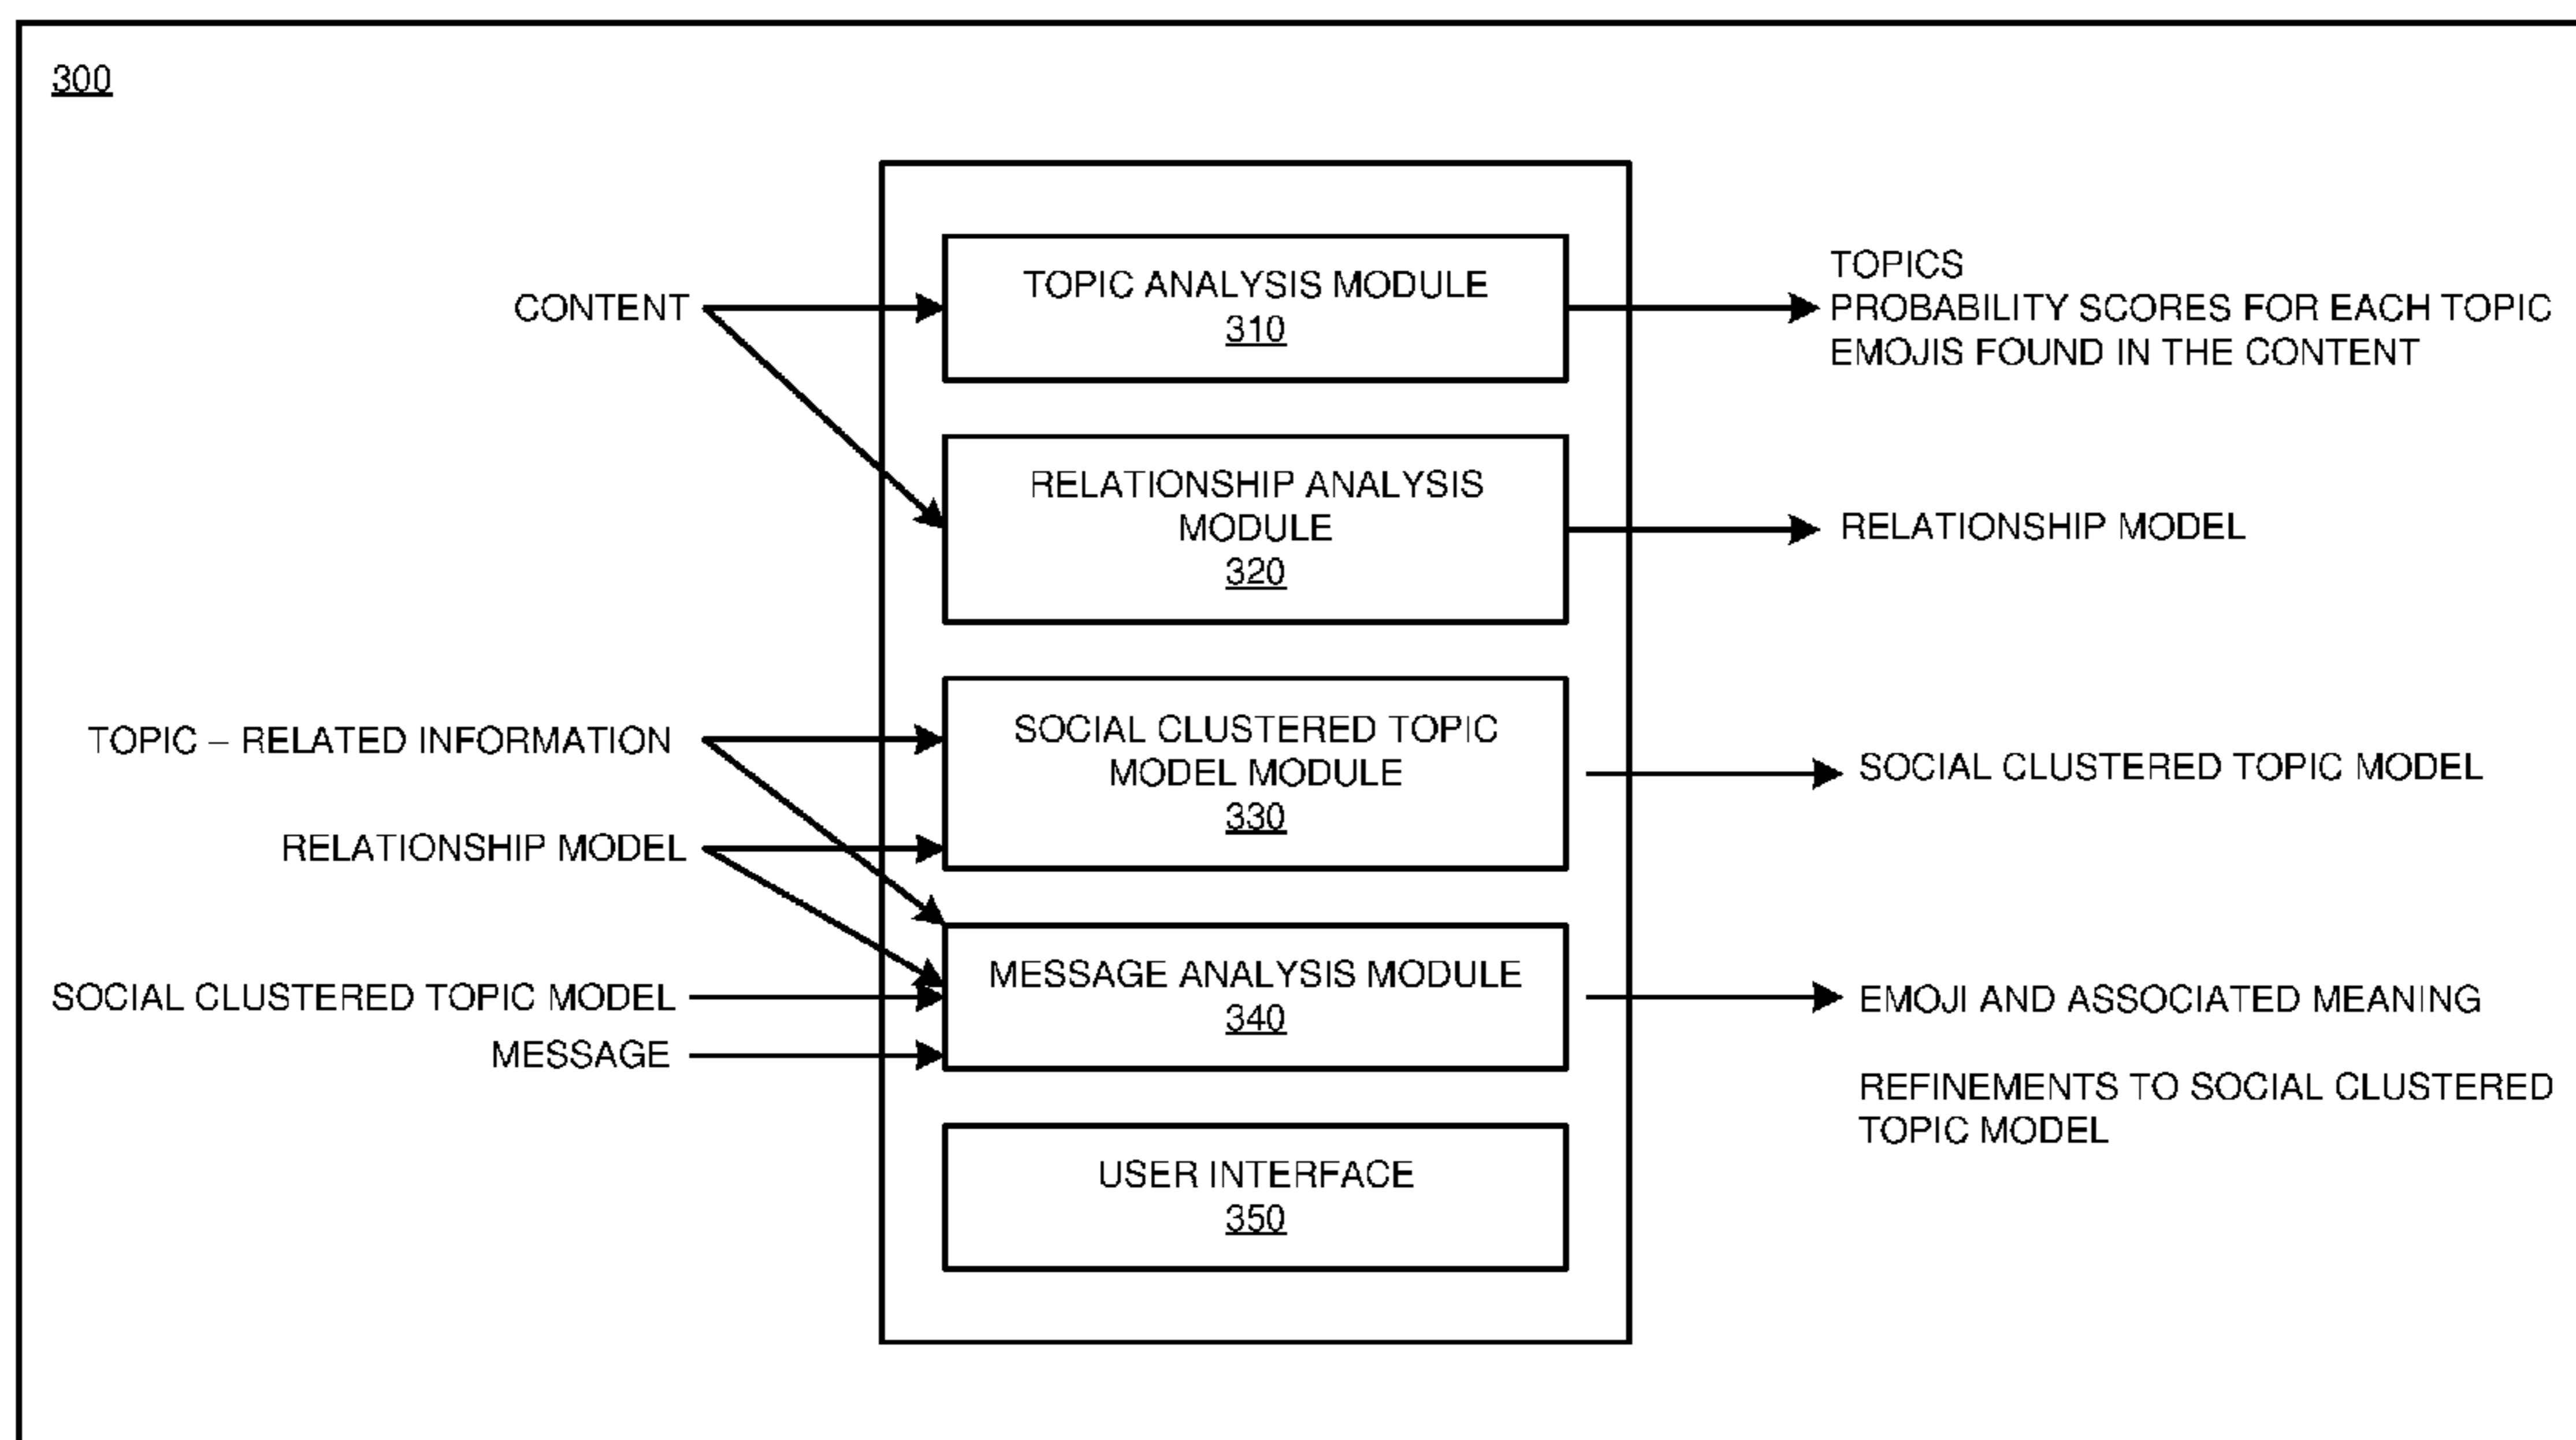 300
CONTENT
TOPIC ANALYSIS MODULE
310
TOPICS
PROBABILITY SCORES FOR EACH TOPIC
EMOJIS FOUND IN THE CONTENT
RELATIONSHIP ANALYSIS
MODULE
320
RELATIONSHIP MODEL
TOPIC – RELATED INFORMATION
RELATIONSHIP MODEL
SOCIAL CLUSTERED TOPIC
MODEL MODULE
330
SOCIAL CLUSTERED TOPIC MODEL
SOCIAL CLUSTERED TOPIC MODEL
MESSAGE
MESSAGE ANALYSIS MODULE
340
EMOJI AND ASSOCIATED MEANING
REFINEMENTS TO SOCIAL CLUSTERED
TOPIC MODEL
USER INTERFACE
350